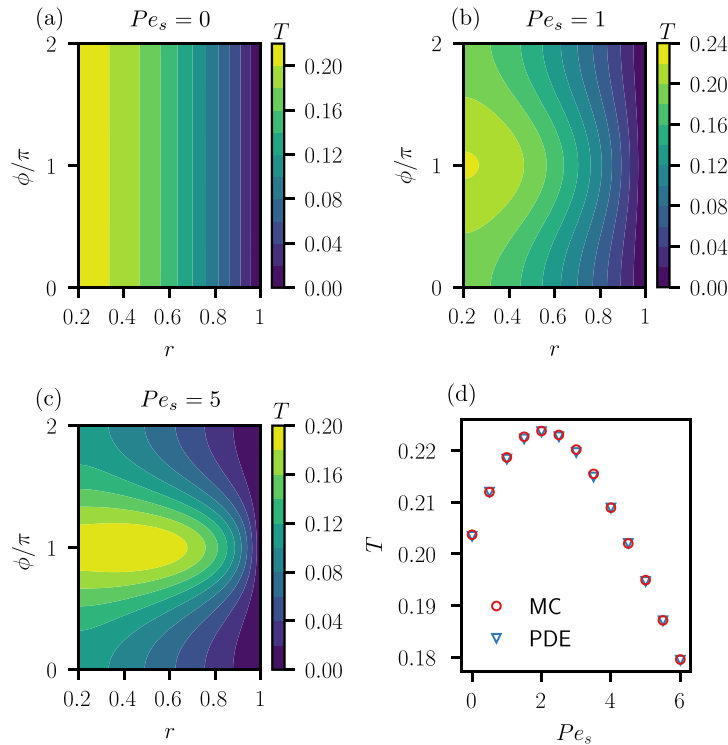 (a)
Pe_s = 0
T
2
1
0
ϕ/π
0.2
0.4
0.6
0.8
1
r
0.20
0.16
0.12
0.08
0.04
0.00
(b)
Pe_s = 1
T
2
1
0
ϕ/π
0.2
0.4
0.6
0.8
1
r
0.24
0.20
0.16
0.12
0.08
0.04
0.00
(c)
Pe_s = 5
T
2
1
0
ϕ/π
0.2
0.4
0.6
0.8
1
r
0.20
0.16
0.12
0.08
0.04
0.00
(d)
0.22
0.21
0.20
0.19
0.18
T
MC
PDE
0
2
4
6
Pe_s